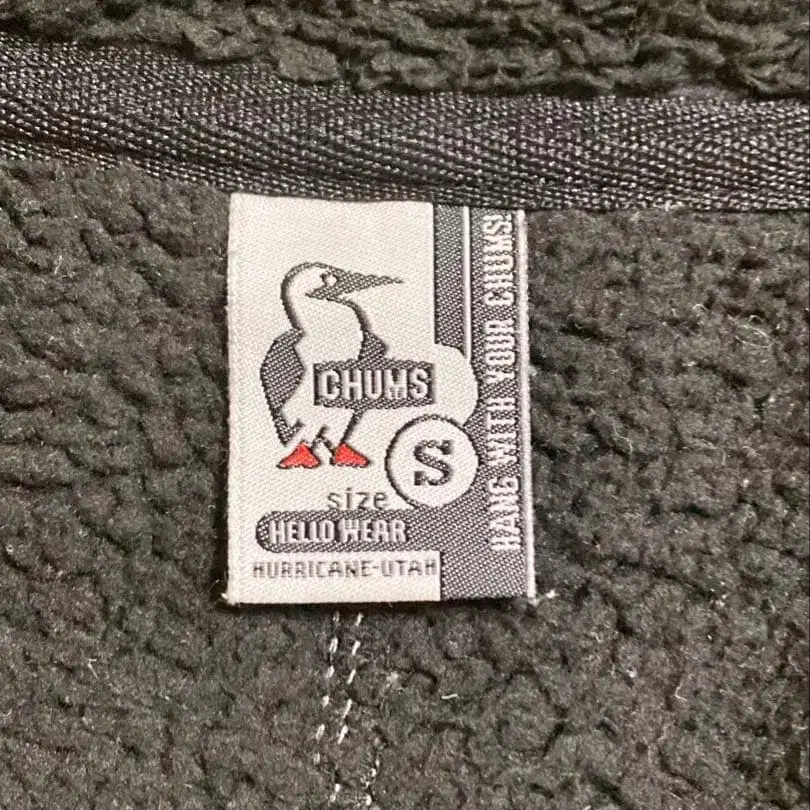 CHUMS
S
size
HELLO WEAR
HURRICANE-UTAH
HANG WITH YOUR CHUMS!